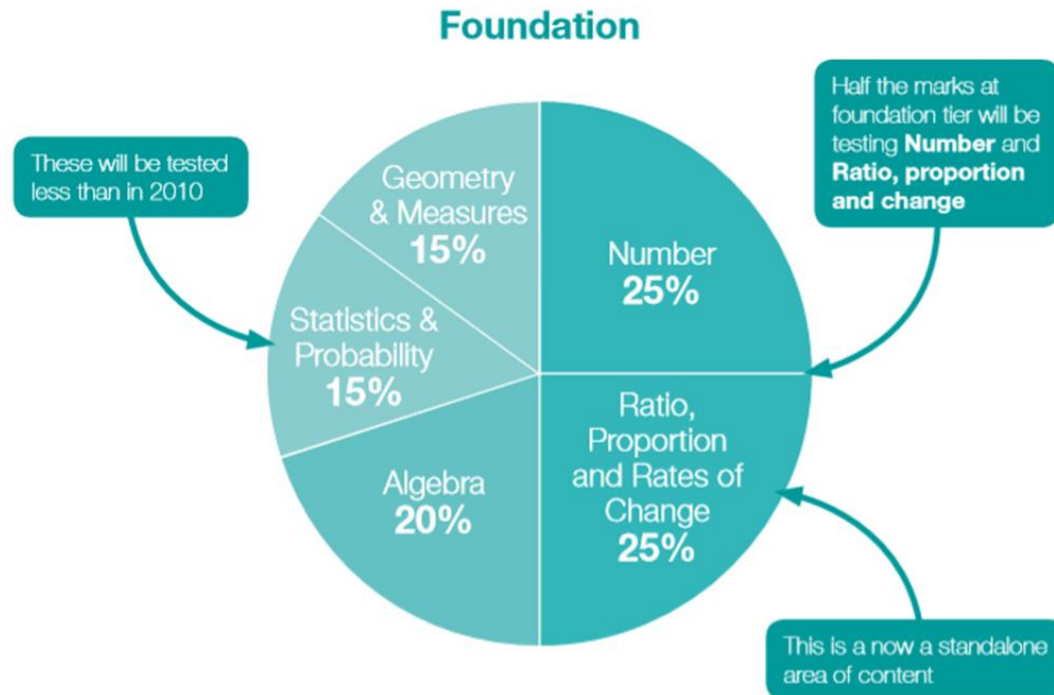 Foundation
These will be tested
less than in 2010
Geometry
& Measures
15%
Statistics &
Probability
15%
Algebra
20%
Number
25%
Ratio,
Proportion
and Rates of
Change
25%
Half the marks at
foundation tier will be
testing Number and
Ratio, proportion
and change
This is a now a standalone
area of content